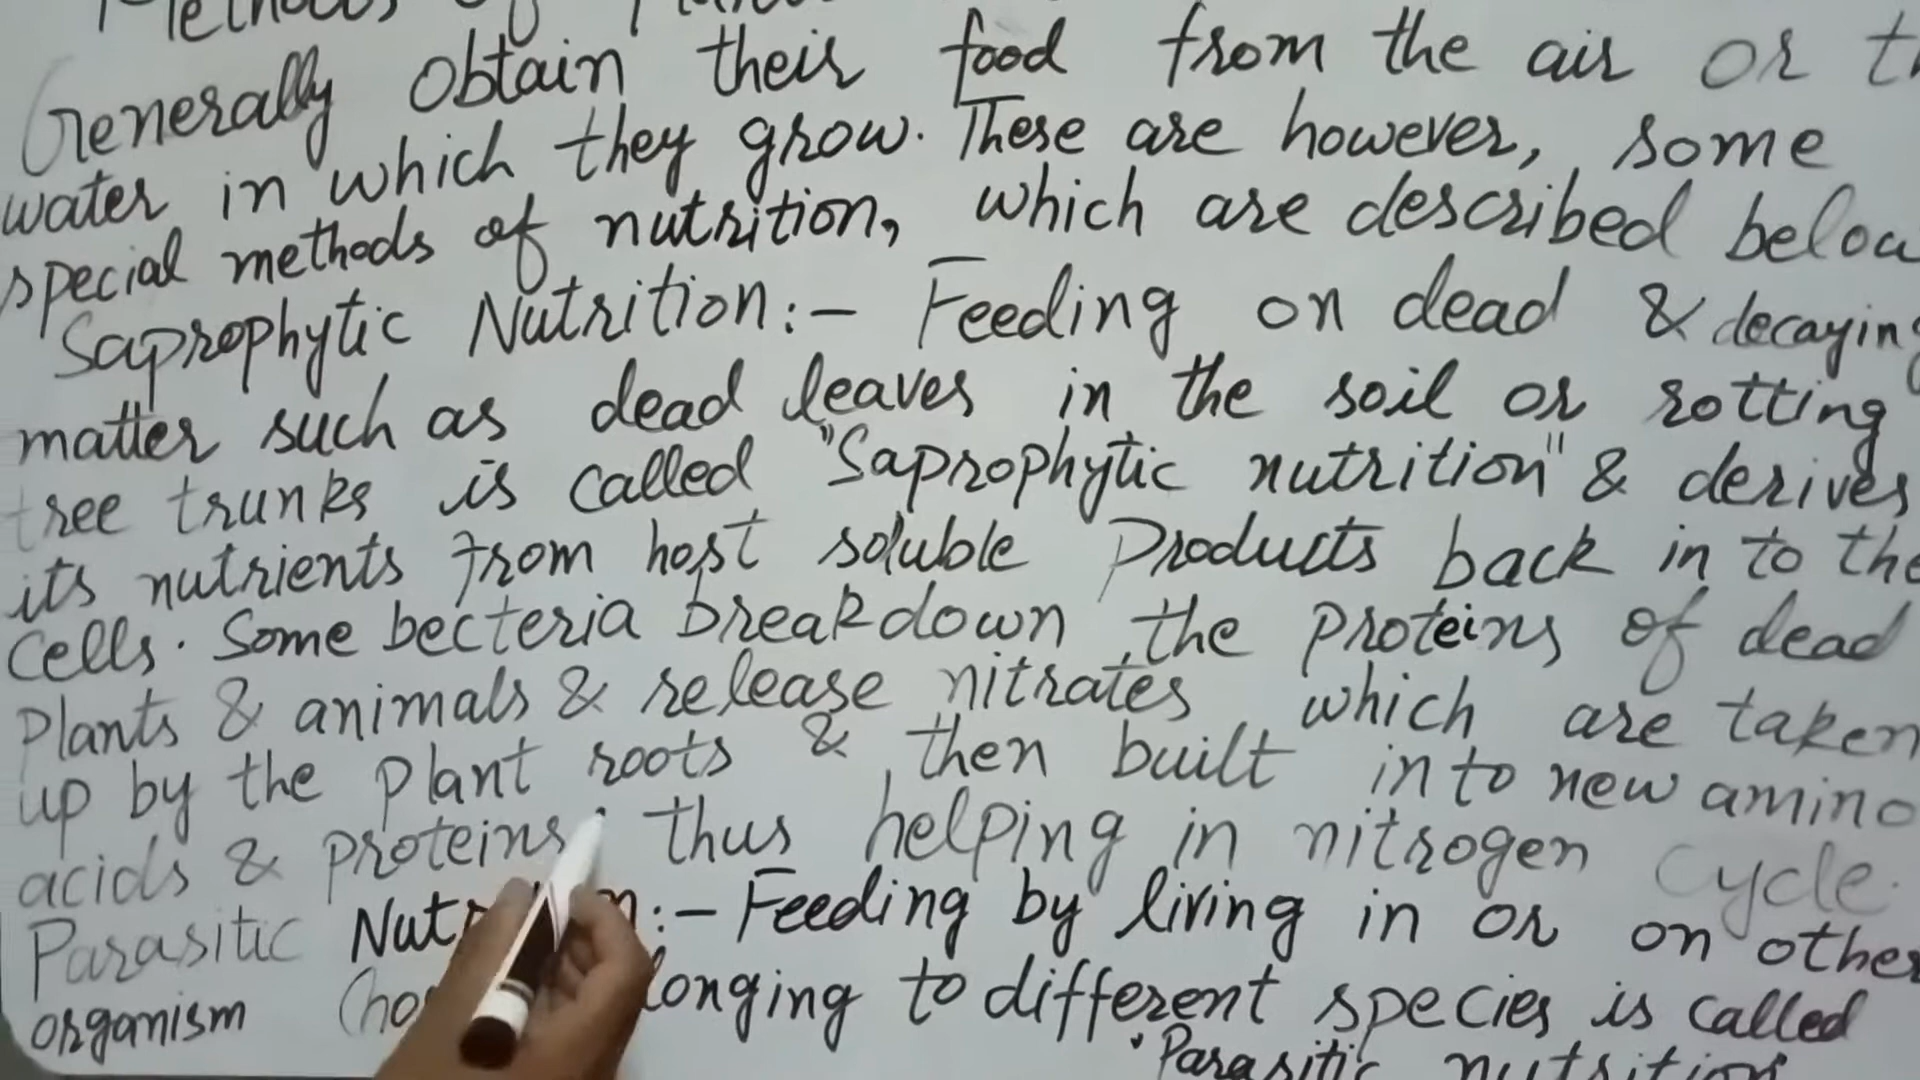 Methods of
Generally obtain their food from the air or
water in which they grow. These are however, some
special methods of nutrition, which are described below
Saprophytic Nutrition:- Feeding on dead & decaying
matter such as dead leaves in the soil or rotting
tree trunks is called "Saprophytic nutrition" & derives
its nutrients from host soluble Products back in to the
Cells. Some becteria breakdown the proteins of dead
Plants & animals & release nitrates which are taken
up by the plant roots & then built into new amino
acids & proteins. thus helping in nitrogen Cycle.
Parasitic :- Feeding by living in or on other
organism to different species is called
"Parasitic nutrition